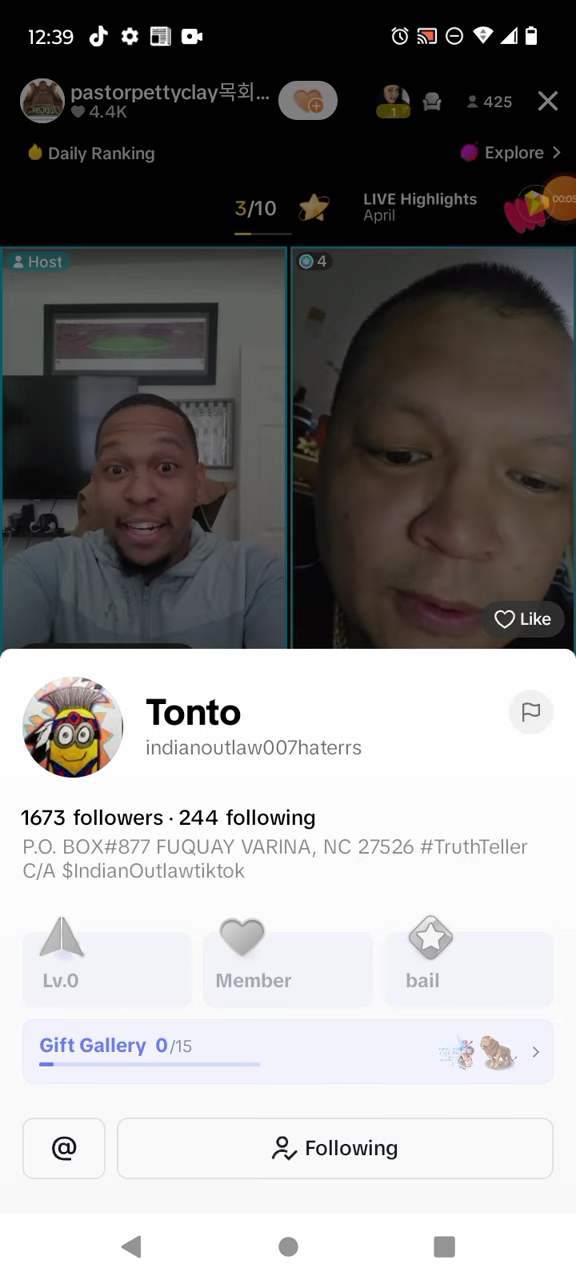 12:39
pastorpettyclay목회...
4.4K
1
425
Daily Ranking
Explore
3/10
LIVE Highlights
April
00:05
Host
4
Like
Tonto
indianoutlaw007haterrs
1673 followers · 244 following
P.O. BOX#877 FUQUAY VARINA, NC 27526 #TruthTeller
C/A $IndianOutlawtiktok
Lv.0
Member
bail
Gift Gallery 0/15
@
Following